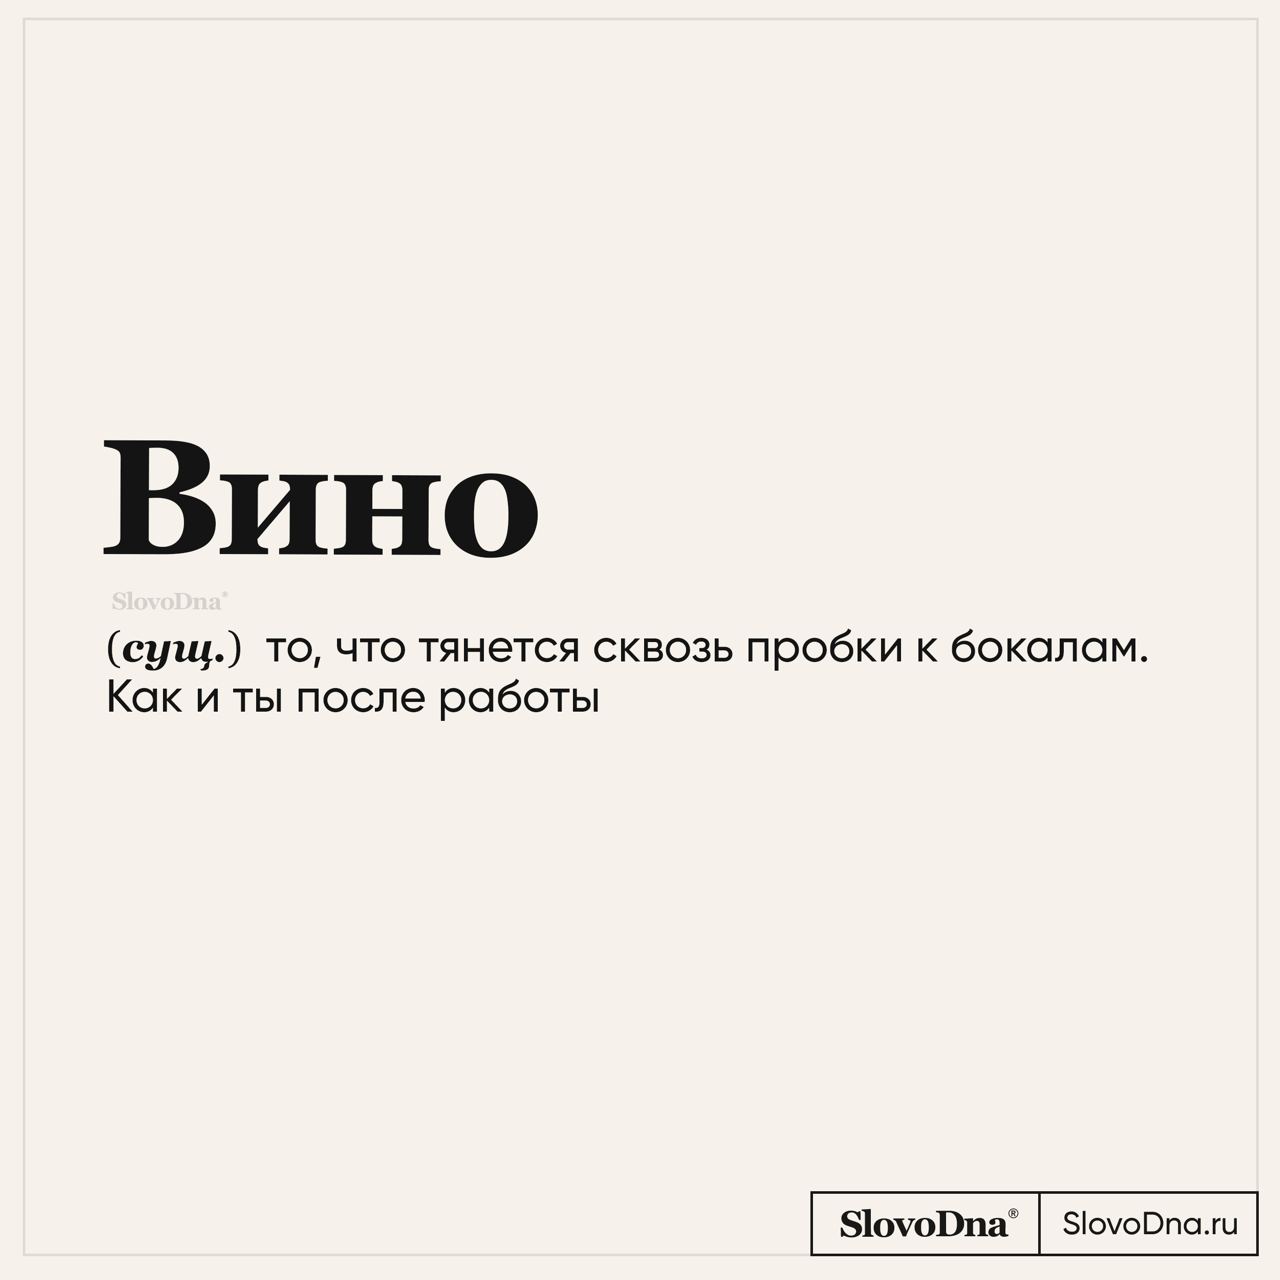 Вино
SlovoDna®
(сущ.) то, что тянется сквозь пробки к бокалам.
Как и ты после работы
SlovoDna® SlovoDna.ru